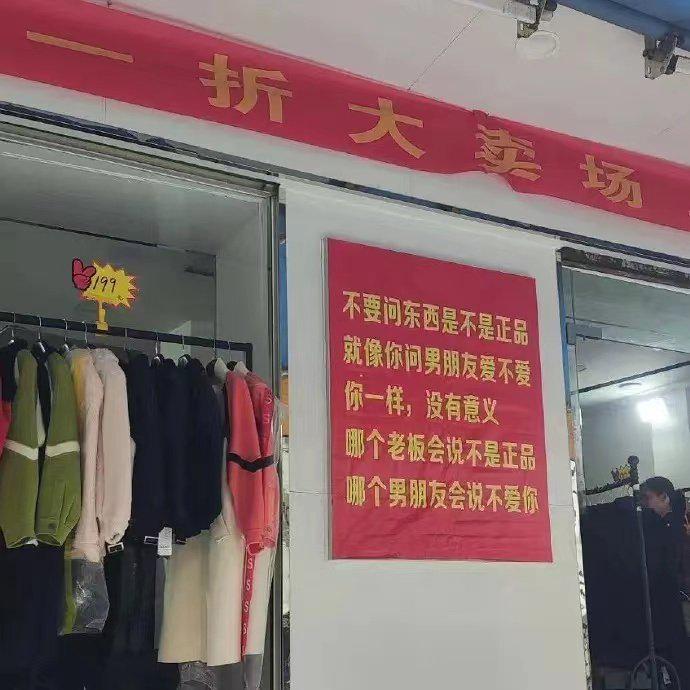 一折大卖场
199
不要问东西是不是正品
就像你问男朋友爱不爱
你一样，没有意义
哪个老板会说不是正品
哪个男朋友会说不爱你
S
S
S
S
S